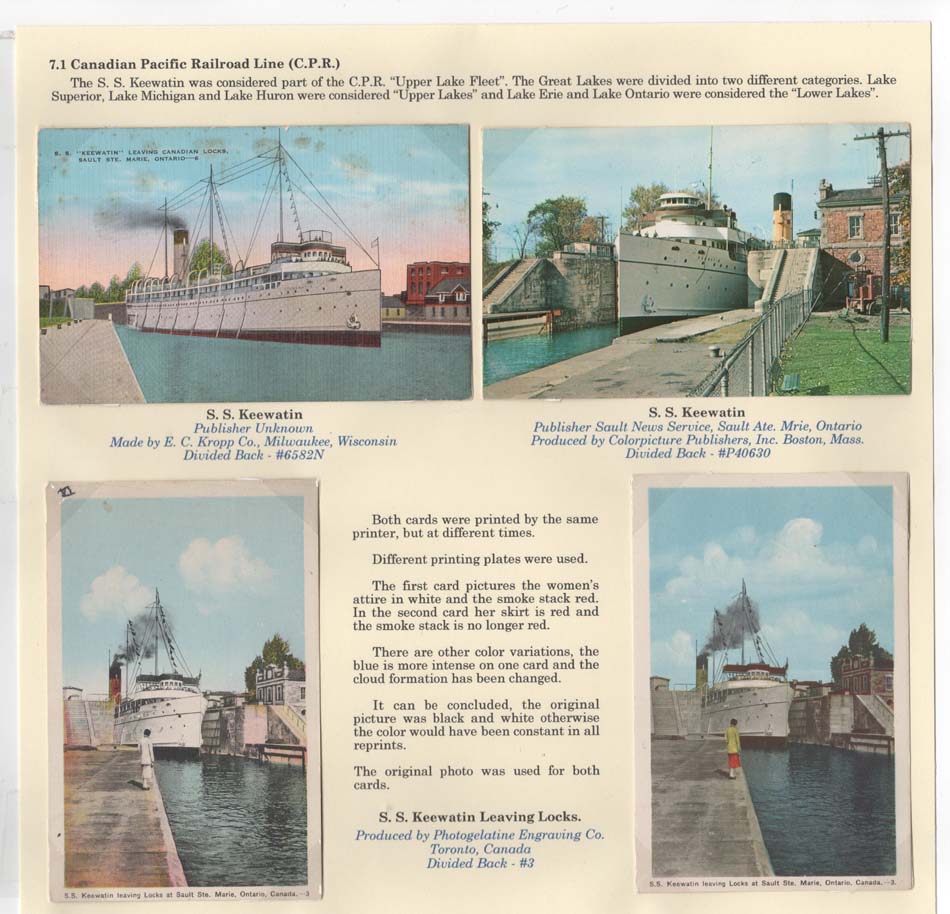 7.1 Canadian Pacific Railroad Line (C.P.R.)
The S. S. Keewatin was considered part of the C.P.R. “Upper Lake Fleet”. The Great Lakes were divided into two different categories. Lake
Superior, Lake Michigan and Lake Huron were considered “Upper Lakes” and Lake Erie and Lake Ontario were considered the “Lower Lakes”.
S. S. "KEEWATIN" LEAVING CANADIAN LOCKS,
SAULT STE. MARIE, ONTARIO—6
S. S. Keewatin
Publisher Unknown
Made by E. C. Kropp Co., Milwaukee, Wisconsin
Divided Back - #6582N
S. S. Keewatin
Publisher Sault News Service, Sault Ate. Mrie, Ontario
Produced by Colorpicture Publishers, Inc. Boston, Mass.
Divided Back - #P40630
Both cards were printed by the same
printer, but at different times.
Different printing plates were used.
The first card pictures the women's
attire in white and the smoke stack red.
In the second card her skirt is red and
the smoke stack is no longer red.
There are other color variations, the
blue is more intense on one card and the
cloud formation has been changed.
It can be concluded, the original
picture was black and white otherwise
the color would have been constant in all
reprints.
The original photo was used for both
cards.
S. S. Keewatin Leaving Locks.
Produced by Photogelatine Engraving Co.
Toronto, Canada
Divided Back - #3
S.S. Keewatin leaving Locks at Sault Ste. Marie, Ontario, Canada.—3
S.S. Keewatin leaving Locks at Sault Ste. Marie, Ontario, Canada.—3.